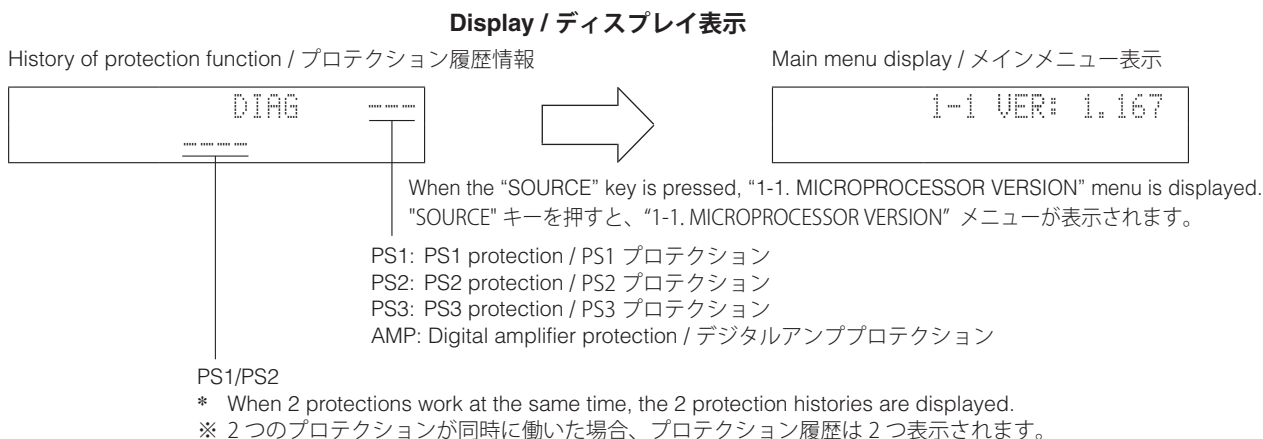 Display / ディスプレイ表示
History of protection function / プロテクション履歴情報
Main menu display / メインメニュー表示
DIAG ---
----
1-1 VER: 1.167
When the “SOURCE” key is pressed, “1-1. MICROPROCESSOR VERSION” menu is displayed.
"SOURCE" キーを押すと、“1-1. MICROPROCESSOR VERSION” メニューが表示されます。
PS1: PS1 protection / PS1 プロテクション
PS2: PS2 protection / PS2 プロテクション
PS3: PS3 protection / PS3 プロテクション
AMP: Digital amplifier protection / デジタルアンププロテクション
PS1/PS2
* When 2 protections work at the same time, the 2 protection histories are displayed.
※ 2 つのプロテクションが同時に働いた場合、プロテクション履歴は 2 つ表示されます。